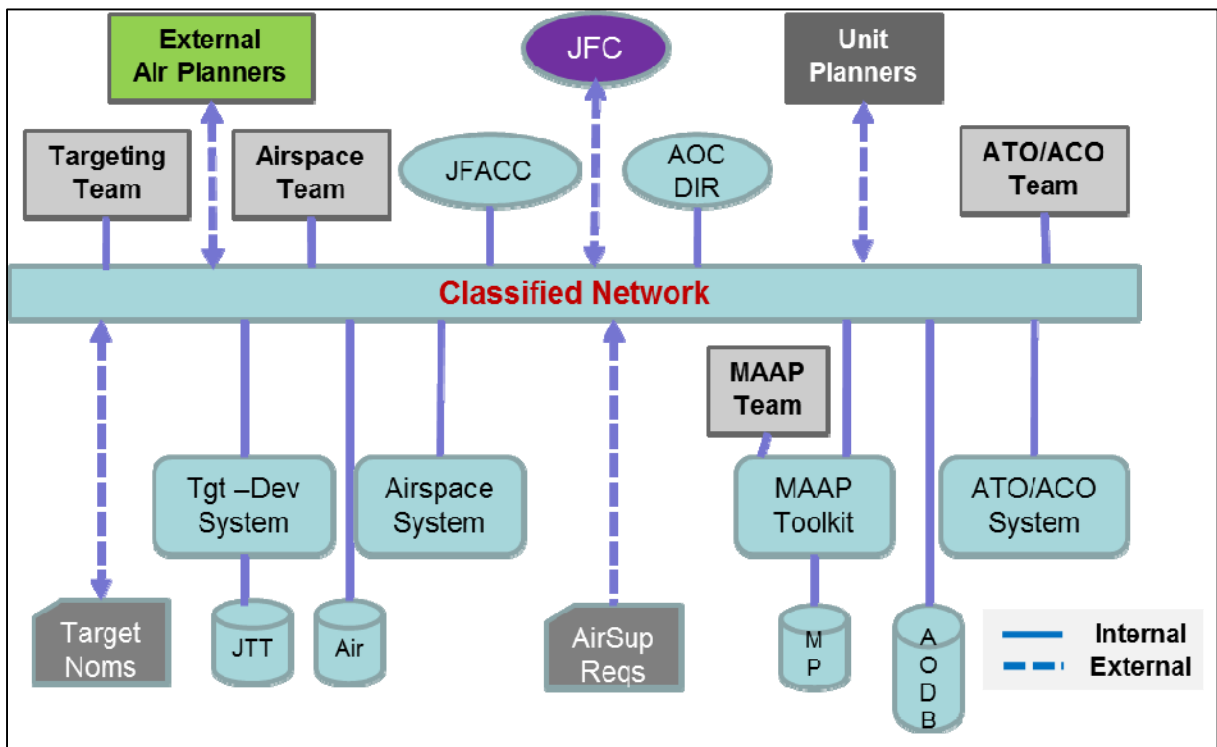 External
Air Planners
JFC
Unit
Planners
Targeting
Team
Airspace
Team
JFACC
AOC
DIR
ATO/ACO
Team
Classified Network
MAAP
Team
Tgt –Dev
System
Airspace
System
MAAP
Toolkit
ATO/ACO
System
Target
Noms
JTT
Air
AirSup
Reqs
M
P
A
O
D
B
Internal
External